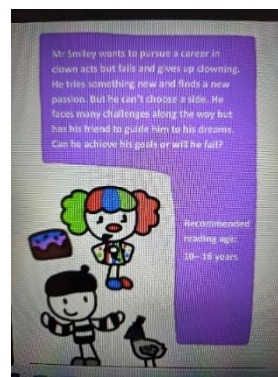 Mr Smiley wants to pursue a career in
clown acts but fails and gives up clowning.
He tries something new and finds a new
passion. But he can't choose a side. He
faces many challenges along the way but
has his friend to guide him to his dreams.
Can he achieve his goals or will he fail?
Recommended
reading age:
10–16 years